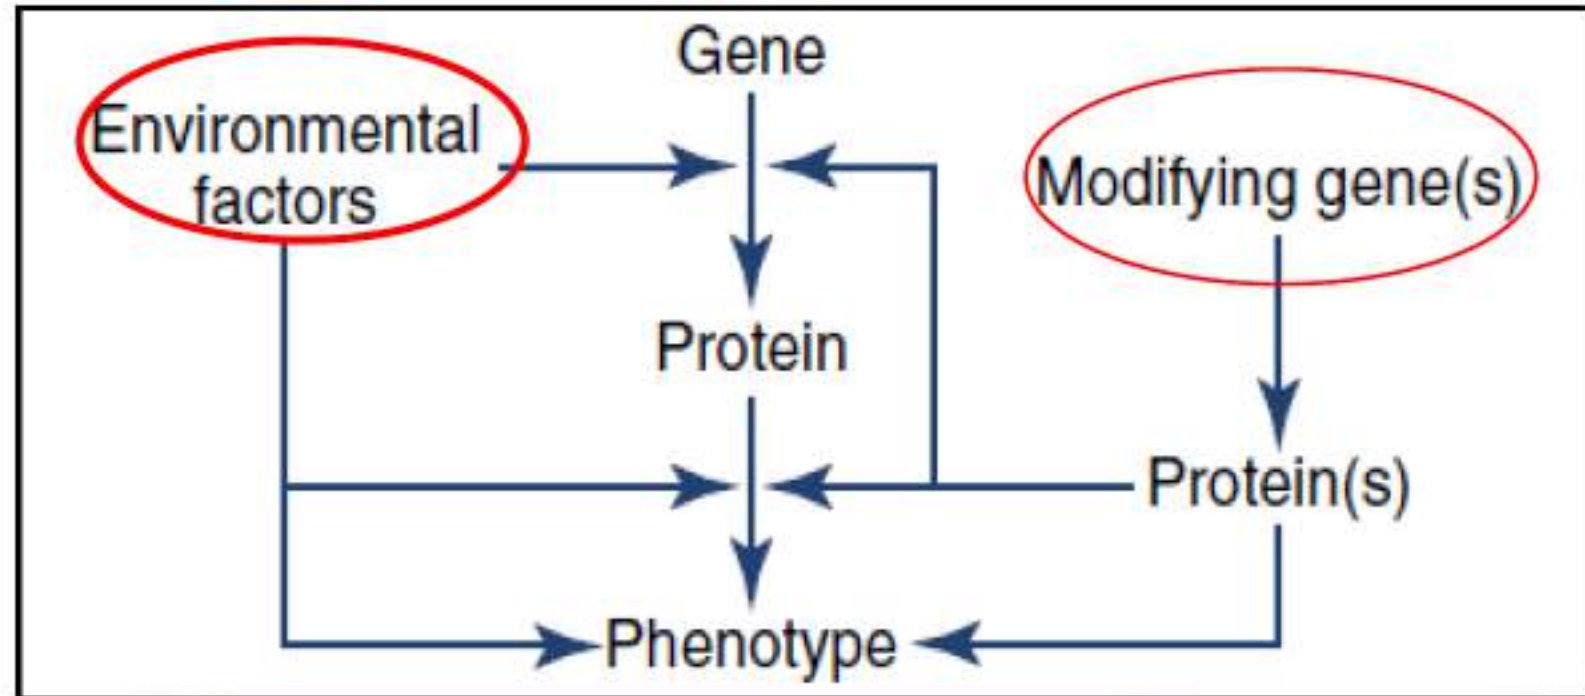 Gene
Environmental
factors
Modifying gene(s)
Protein
Protein(s)
Phenotype